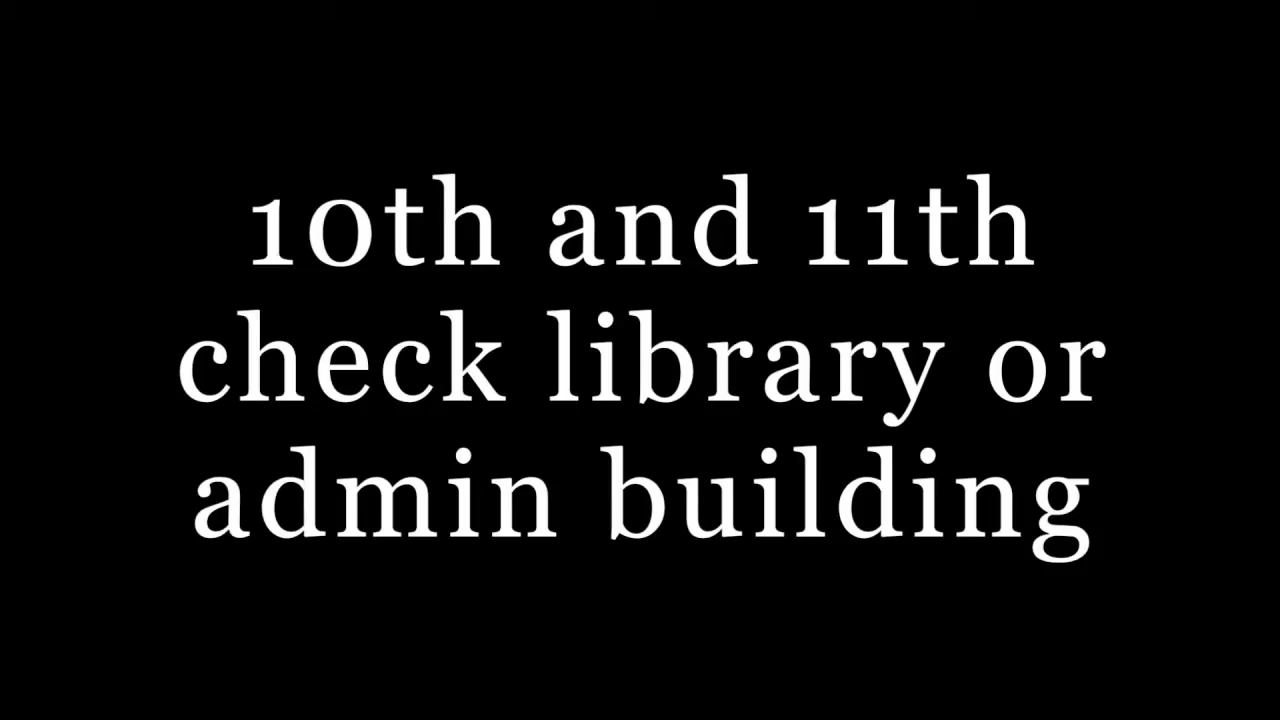 10th and 11th
check library or
admin building